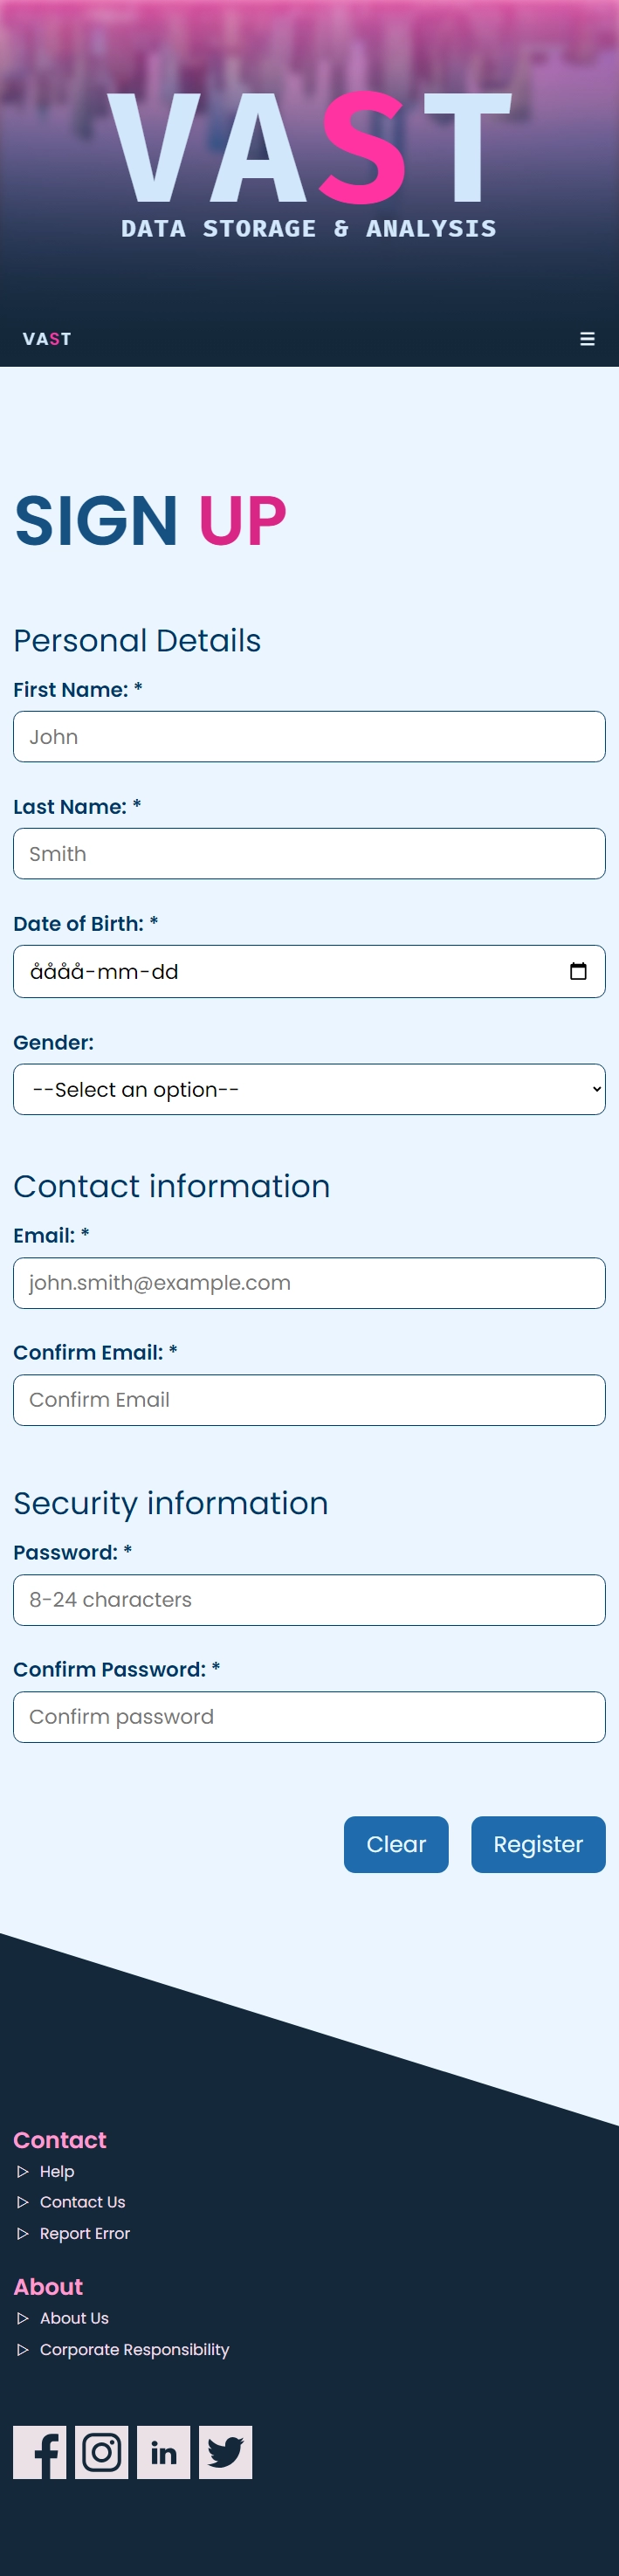 VAST
DATA STORAGE & ANALYSIS
VAST
SIGN UP
Personal Details
First Name: *
John
Last Name: *
Smith
Date of Birth: *
åååå-mm-dd
Gender:
--Select an option--
Contact information
Email: *
john.smith@example.com
Confirm Email: *
Confirm Email
Security information
Password: *
8-24 characters
Confirm Password: *
Confirm password
Clear Register
Contact
Help
Contact Us
Report Error
About
About Us
Corporate Responsibility
f in